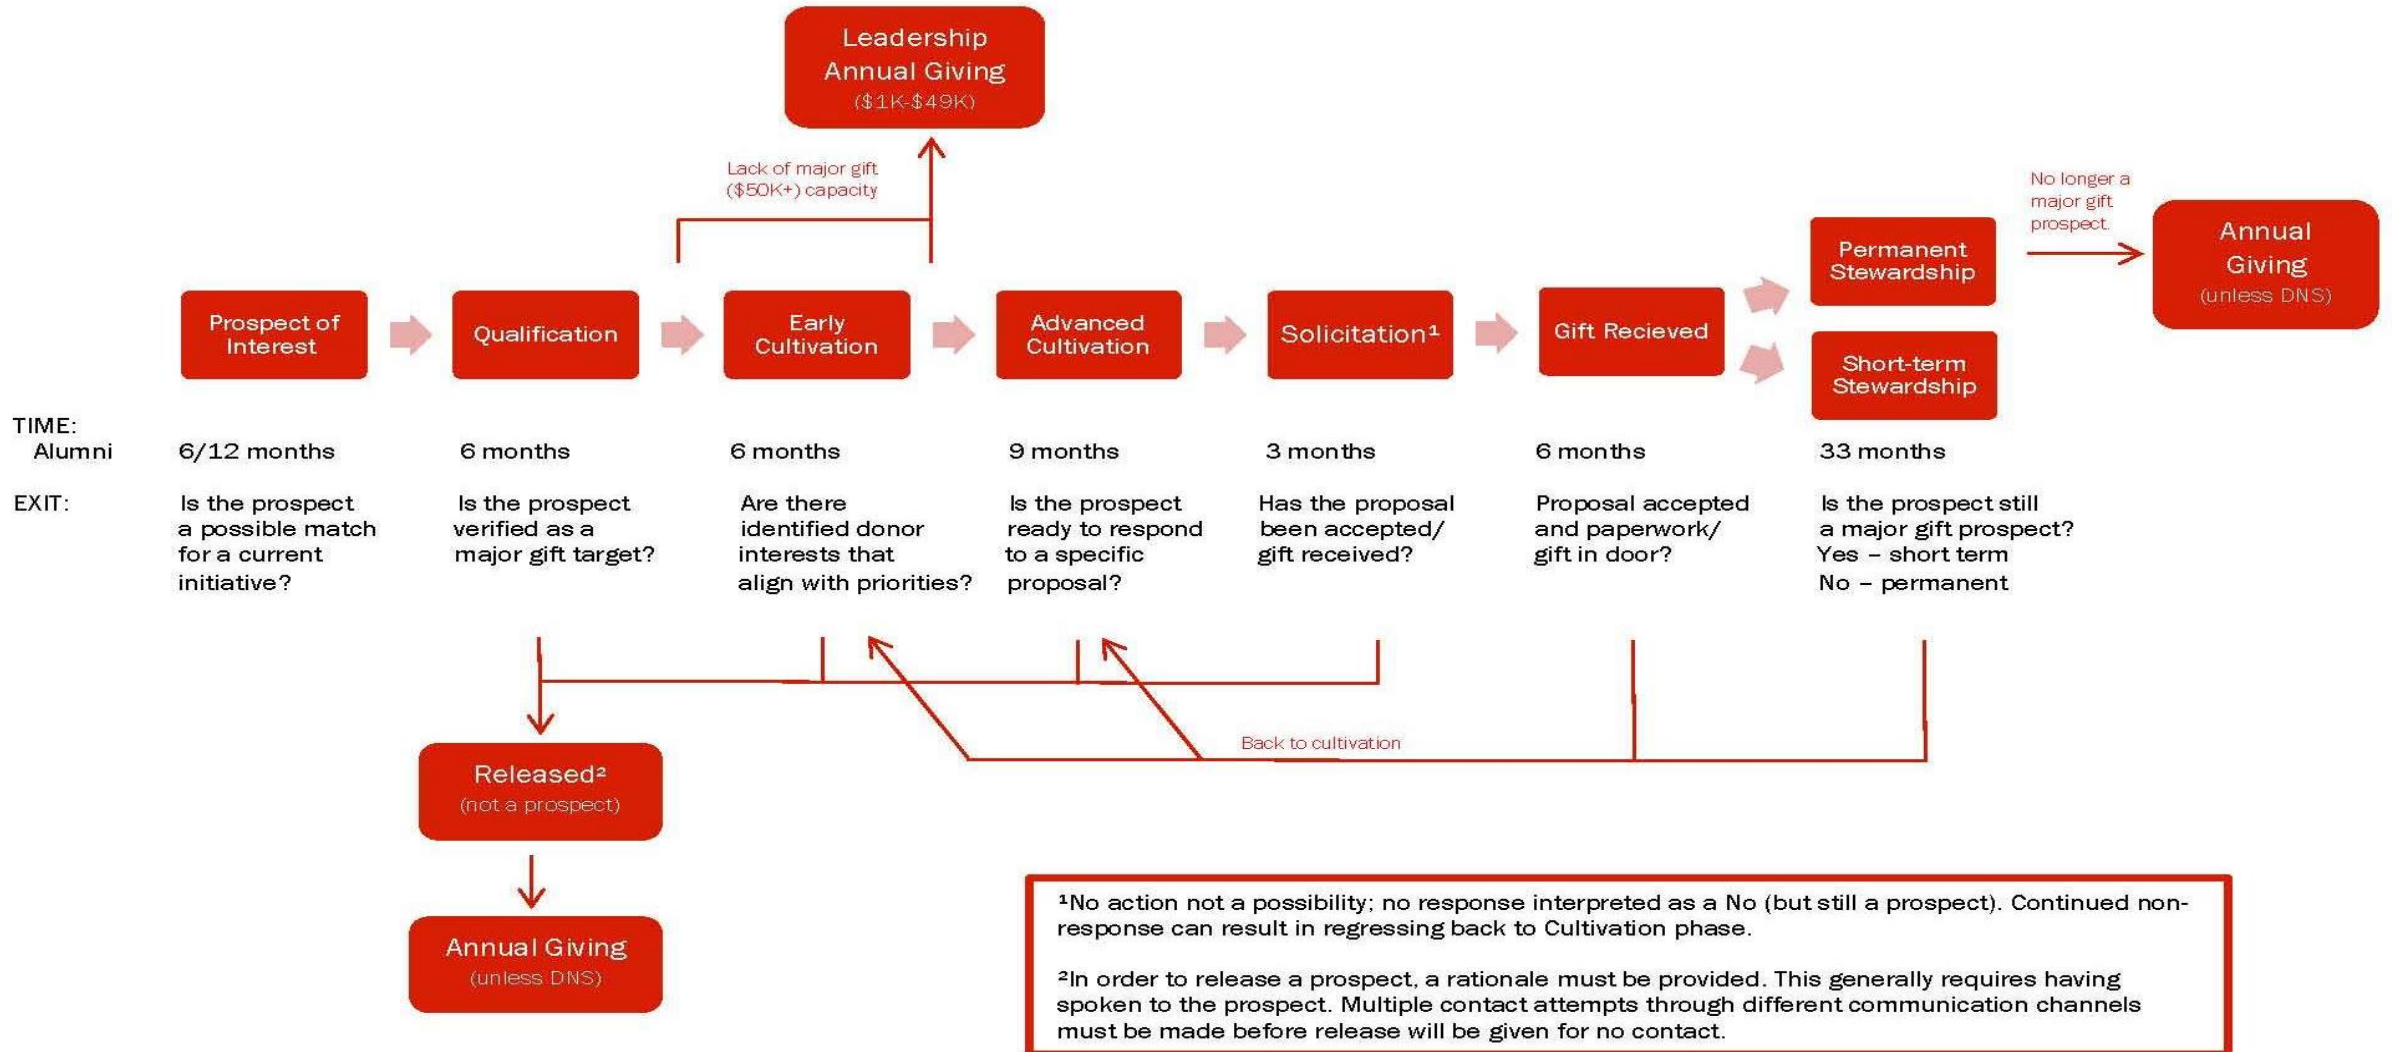 Leadership
Annual Giving
($1K-$49K)
Lack of major gift
($50K+) capacity
No longer a
major gift
prospect.
Annual
Giving
(unless DNS)
Permanent
Stewardship
Prospect of
Interest
Qualification
Early
Cultivation
Advanced
Cultivation
Solicitation¹
Gift Recieved
Short-term
Stewardship
TIME:
Alumni
6/12 months
6 months
6 months
9 months
3 months
6 months
33 months
EXIT:
Is the prospect
a possible match
for a current
initiative?
Is the prospect
verified as a
major gift target?
Are there
identified donor
interests that
align with priorities?
Is the prospect
ready to respond
to a specific
proposal?
Has the proposal
been accepted/
gift received?
Proposal accepted
and paperwork/
gift in door?
Is the prospect still
a major gift prospect?
Yes – short term
No – permanent
Back to cultivation
Released²
(not a prospect)
Annual Giving
(unless DNS)
¹No action not a possibility; no response interpreted as a No (but still a prospect). Continued non-
response can result in regressing back to Cultivation phase.
²In order to release a prospect, a rationale must be provided. This generally requires having
spoken to the prospect. Multiple contact attempts through different communication channels
must be made before release will be given for no contact.